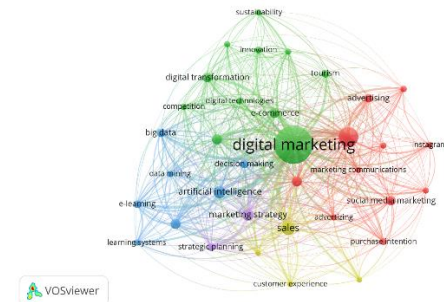 sustainability
innovation
digital transformation
tourism
digital technologies
advertising
competition
e-commerce
big data
digital marketing
instagram
decision making
data mining
marketing communications
artificial intelligence
e-learning
social media marketing
marketing strategy
advertizing
sales
learning systems
strategic planning
purchase intention
customer experience
VOSviewer